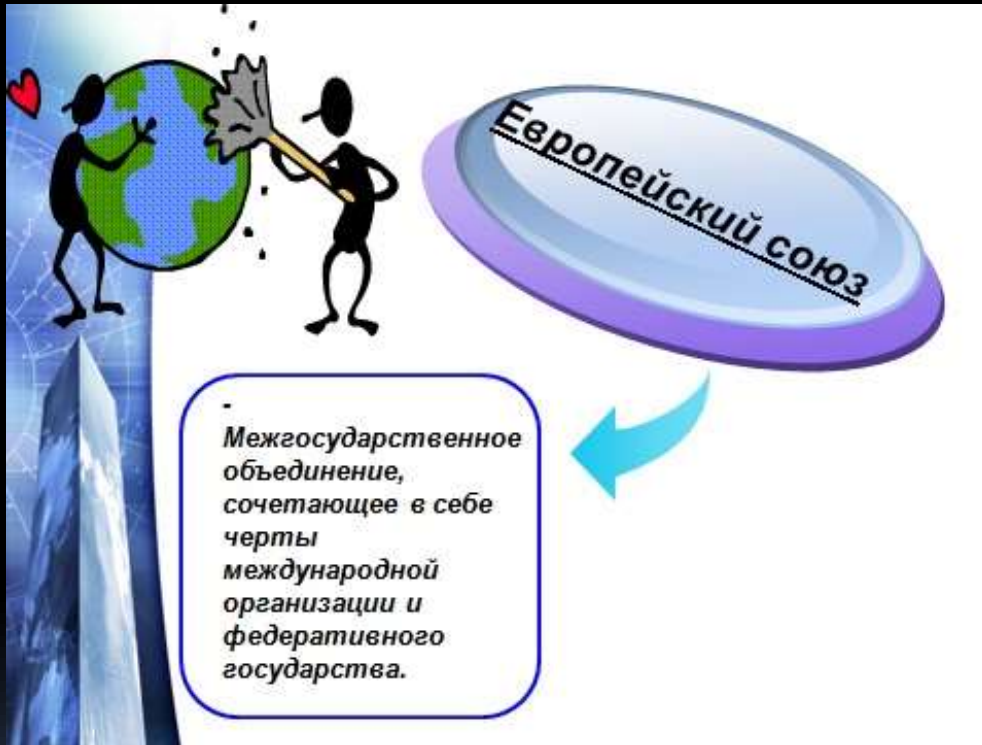 Европейский союз
-
Межгосударственное
объединение,
сочетающее в себе
черты
международной
организации и
федеративного
государства.